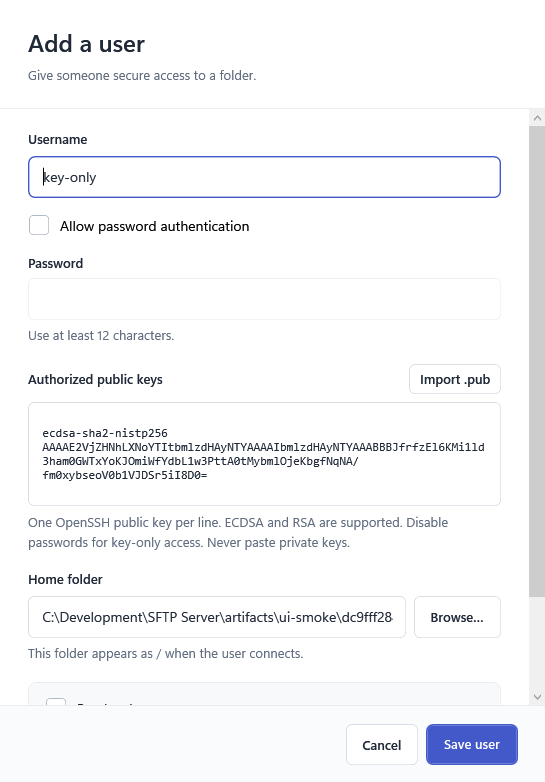 Add a user
Give someone secure access to a folder.
Username
key-only
Allow password authentication
Password
Use at least 12 characters.
Authorized public keys
Import .pub
ecdsa-sha2-nistp256
AAAAE2VjZHNhLXNoYTItbmlzdHAyNTYAAAAIbmlzdHAyNTYAAABBBJfrfzEl6KMi1ld
3ham0GWTxYoKJOmiWfYdbL1w3PttA0tMybmlOjeKbgfNqNA/
fm0xybseoV0b1VJDSr5iI8D0=
One OpenSSH public key per line. ECDSA and RSA are supported. Disable
passwords for key-only access. Never paste private keys.
Home folder
C:\Development\SFTP Server\artifacts\ui-smoke\dc9fff28
Browse...
This folder appears as / when the user connects.
Cancel
Save user